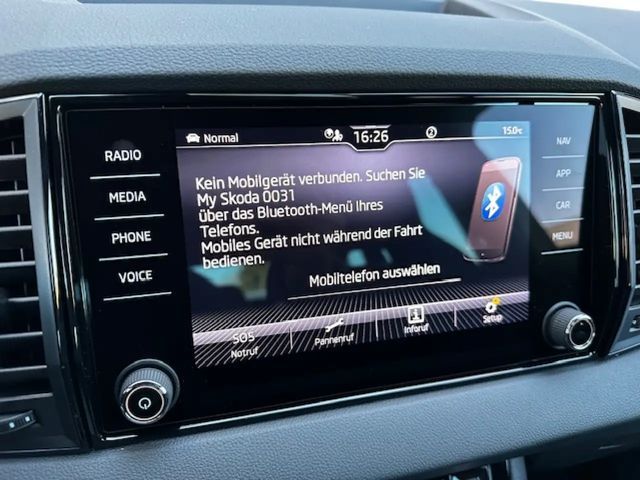 Normal
16:26
2
15.0°C
RADIO
MEDIA
PHONE
VOICE
Kein Mobilgerät verbunden. Suchen Sie
My Skoda 0031
über das Bluetooth-Menü Ihres
Telefons.
Mobiles Gerät nicht während der Fahrt
bedienen.
Mobiltelefon auswählen
SOS
Notruf
Pannenruf
Inforuf
Setup
NAV
APP
CAR
MENU